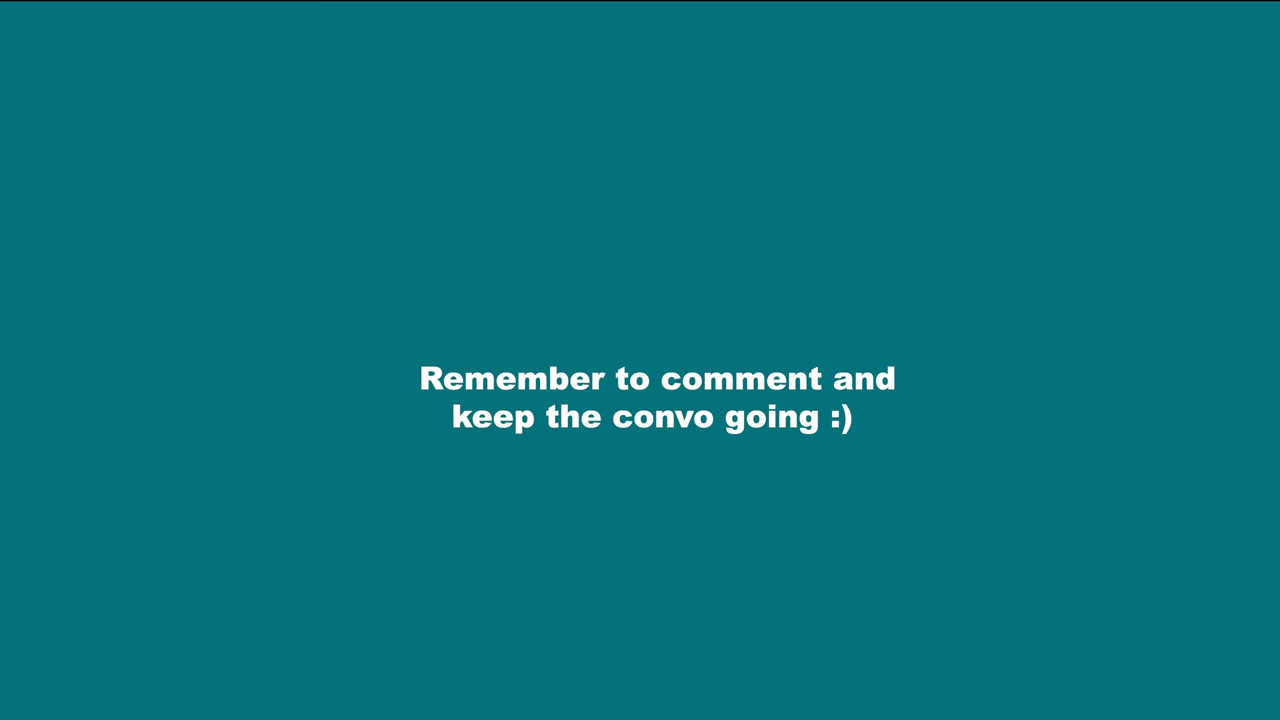 Remember to comment and
keep the convo going :)